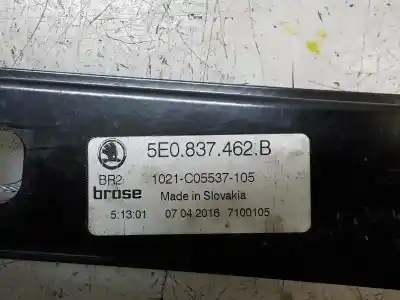 5E0.837.462.B
BR2 1021-C05537-105
brose Made in Slovakia
5.13:01 07 04 2016 7100105